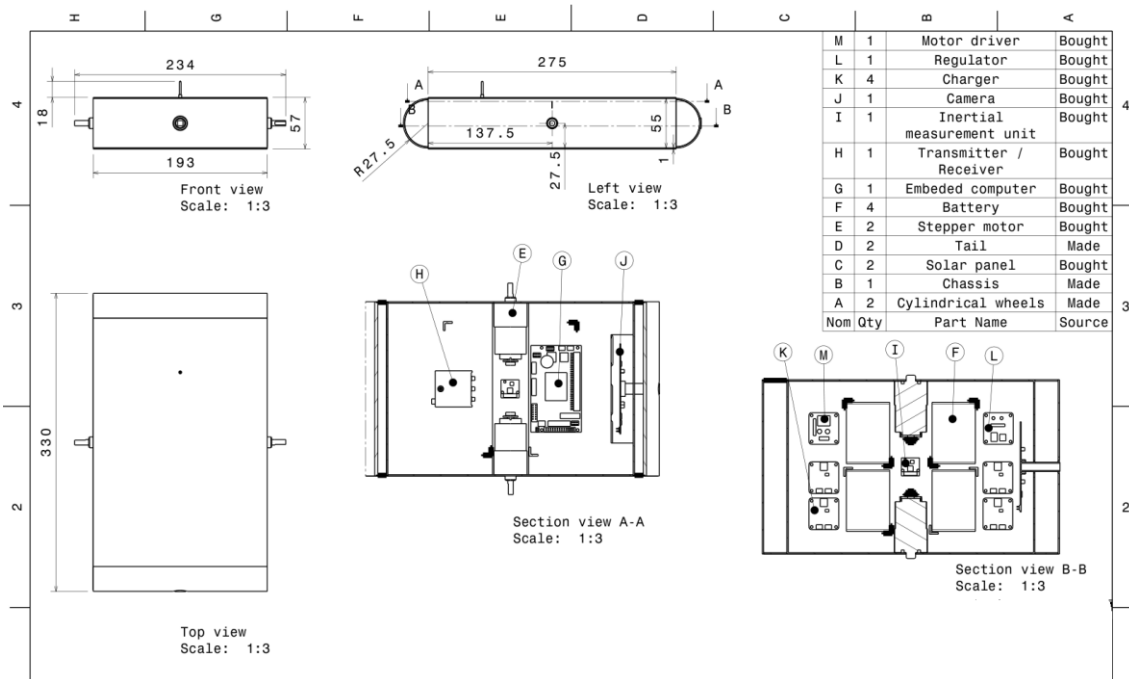 H G F E D C B A
4
3
2
4
3
2
M 1 Motor driver Bought
L 1 Regulator Bought
K 4 Charger Bought
J 1 Camera Bought
I 1 Inertial Bought
measurement unit
H 1 Transmitter / Bought
Receiver
G 1 Embeded computer Bought
F 4 Battery Bought
E 2 Stepper motor Bought
D 2 Tail Made
C 2 Solar panel Bought
B 1 Chassis Made
A 2 Cylindrical wheels Made
Nom Qty Part Name Source
234
18
57
193
Front view
Scale: 1:3
275
A A
B B
137.5
55
R27.5
27.5
1
Left view
Scale: 1:3
330
Top view
Scale: 1:3
H E G J
Section view A-A
Scale: 1:3
K M I F L
Section view B-B
Scale: 1:3